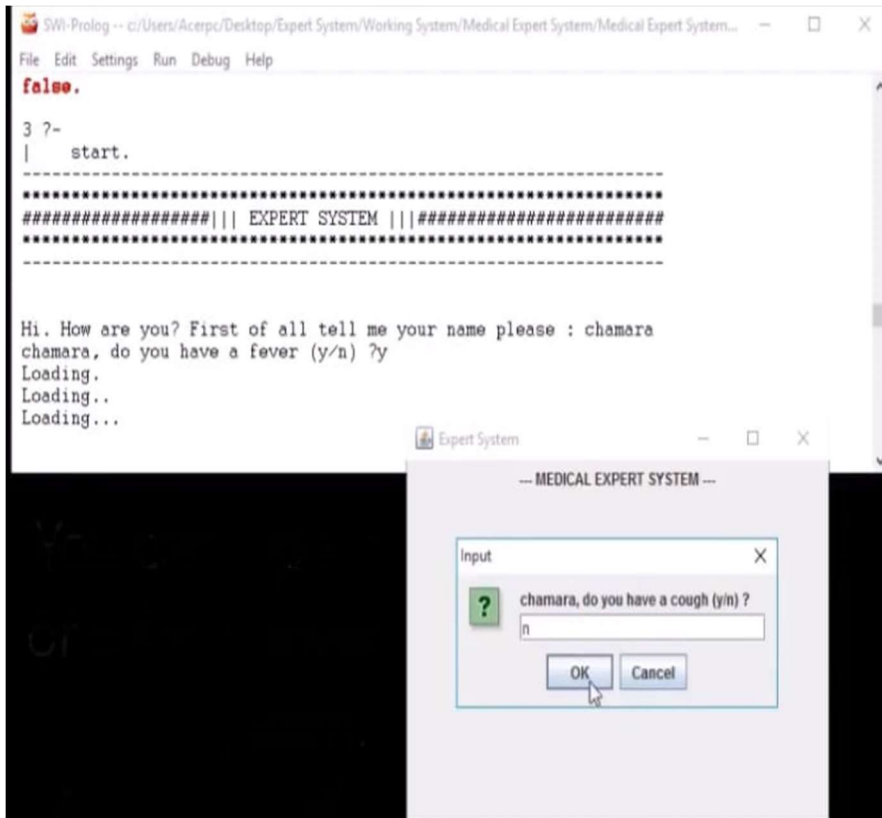 SWI-Prolog -- c:/Users/Acerpc/Desktop/Expert System/Working System/Medical Expert System/Medical Expert System...
File Edit Settings Run Debug Help
false.
3 ?-
| start.
-----------------------------------------------------------------
*****************************************************************
###################||| EXPERT SYSTEM |||#########################
*****************************************************************
-----------------------------------------------------------------
Hi. How are you? First of all tell me your name please : chamara
chamara, do you have a fever (y/n) ?y
Loading.
Loading..
Loading...
Expert System
--- MEDICAL EXPERT SYSTEM ---
Input
? chamara, do you have a cough (y/n) ?
n
OK Cancel